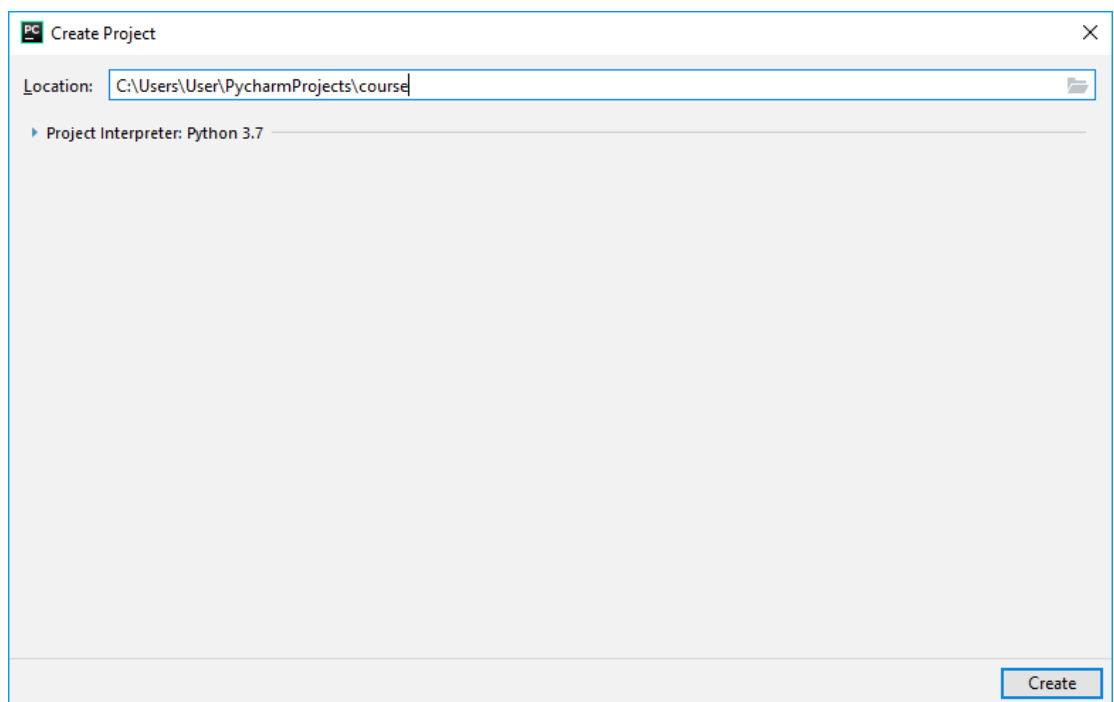 PC Create Project
Location: C:\Users\User\PycharmProjects\course
Project Interpreter: Python 3.7
Create